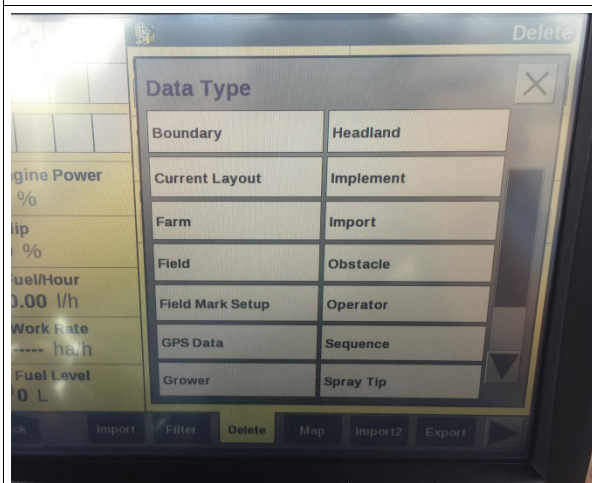 Delete
Data Type
Boundary
Headland
Current Layout
Implement
Farm
Import
Field
Obstacle
Field Mark Setup
Operator
GPS Data
Sequence
Grower
Spray Tip
gine Power
%
lip
%
Fuel/Hour
0.00 l/h
Work Rate
----- ha/h
Fuel Level
0 L
ck
Import
Filter
Delete
Map
Import2
Export